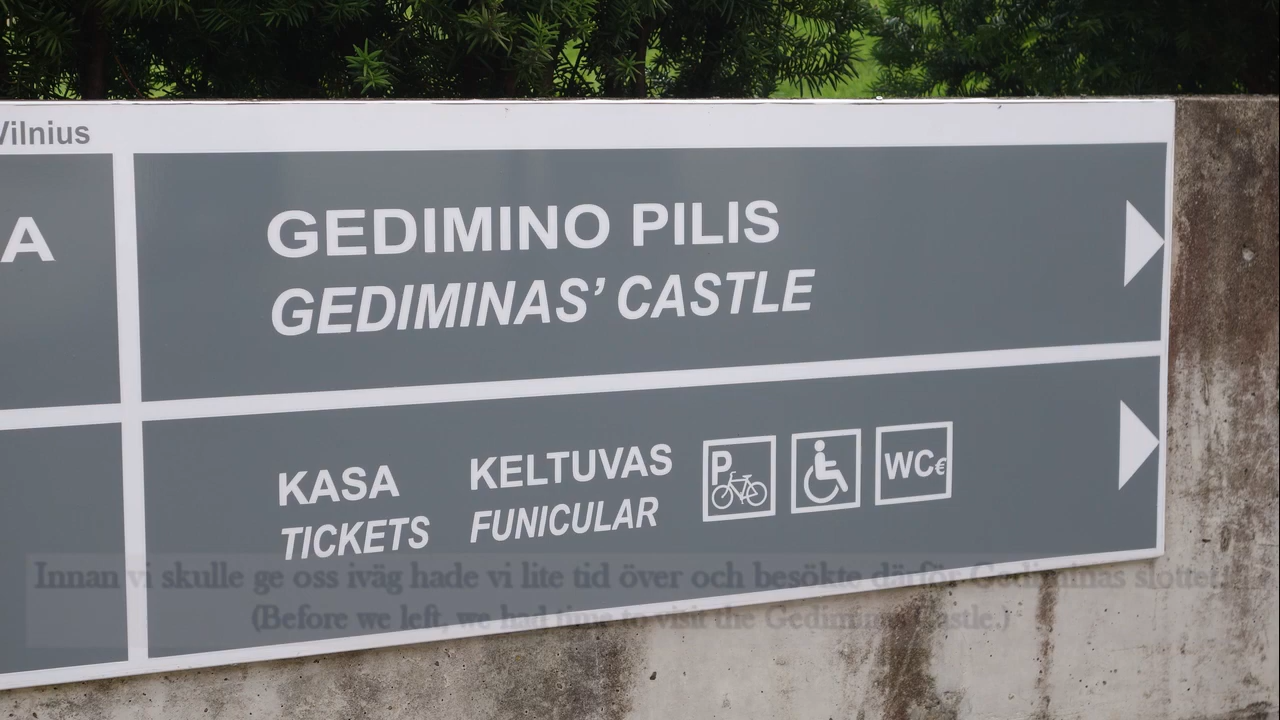 Vilnius
A
GEDIMINO PILIS
GEDIMINAS' CASTLE
KASA
TICKETS
KELTUVAS
FUNICULAR
P
WC€
Innan vi skulle ge oss iväg hade vi lite tid över och besökte därför Gediminas slottet.
(Before we left, we had time to visit the Gediminas Castle.)